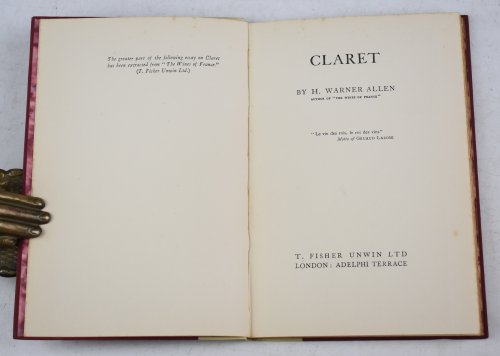 The greater part of the following essay on Claret
has been extracted from "The Wines of France."
(T. Fisher Unwin Ltd.)
CLARET
BY H. WARNER ALLEN
AUTHOR OF "THE WINES OF FRANCE"
"Le vin des rois, le roi des vins"
Motto of GRUAUD LAROSE
T. FISHER UNWIN LTD
LONDON: ADELPHI TERRACE